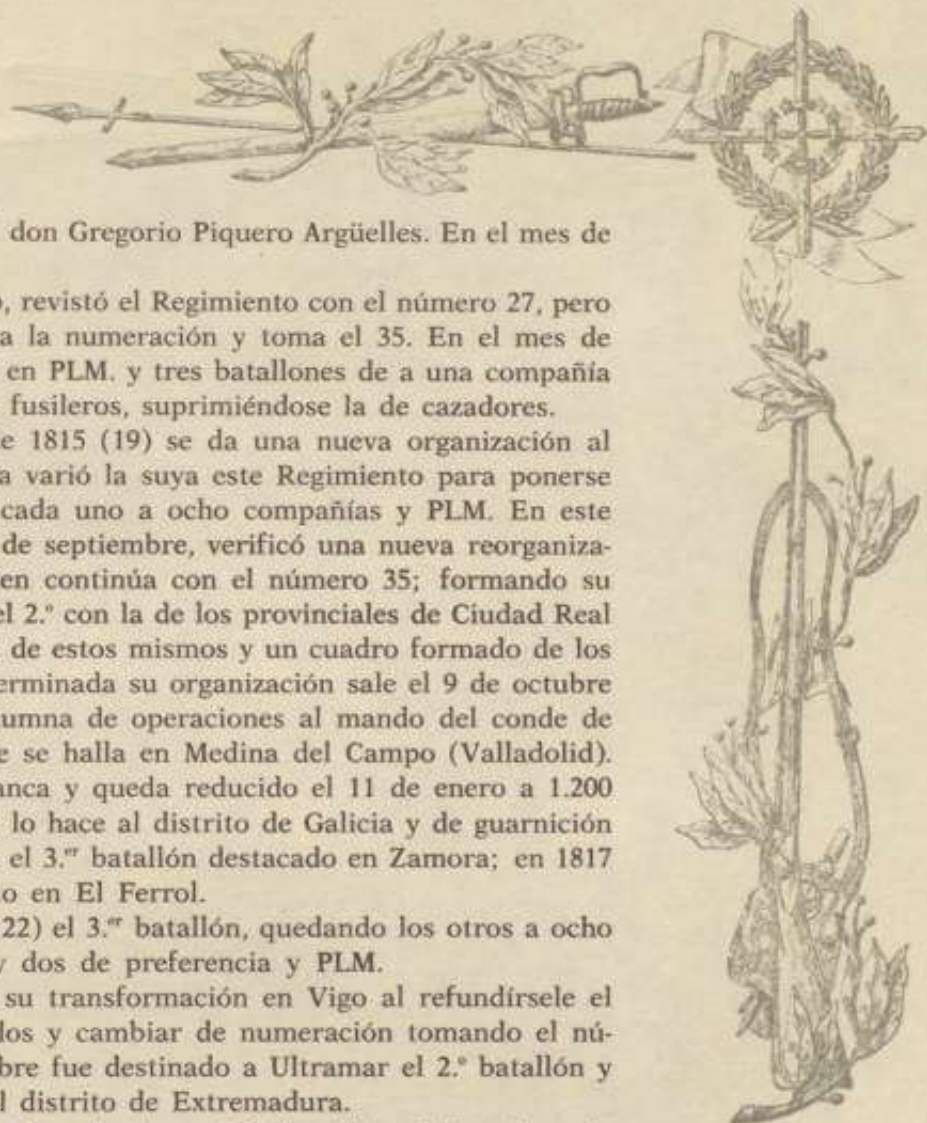 don Gregorio Piquero Argüelles. En el mes de
, revistó el Regimiento con el número 27, pero
a la numeración y toma el 35. En el mes de
en PLM. y tres batallones de a una compañía
fusileros, suprimiéndose la de cazadores.
e 1815 (19) se da una nueva organización al
a varió la suya este Regimiento para ponerse
cada uno a ocho compañías y PLM. En este
de septiembre, verificó una nueva reorganiza-
en continúa con el número 35; formando su
el 2.º con la de los provinciales de Ciudad Real
de estos mismos y un cuadro formado de los
erminada su organización sale el 9 de octubre
umna de operaciones al mando del conde de
e se halla en Medina del Campo (Valladolid).
anca y queda reducido el 11 de enero a 1.200
lo hace al distrito de Galicia y de guarnición
el 3.er batallón destacado en Zamora; en 1817
o en El Ferrol.
22) el 3.er batallón, quedando los otros a ocho
y dos de preferencia y PLM.
su transformación en Vigo al refundírsele el
los y cambiar de numeración tomando el nú-
bre fue destinado a Ultramar el 2.º batallón y
l distrito de Extremadura.